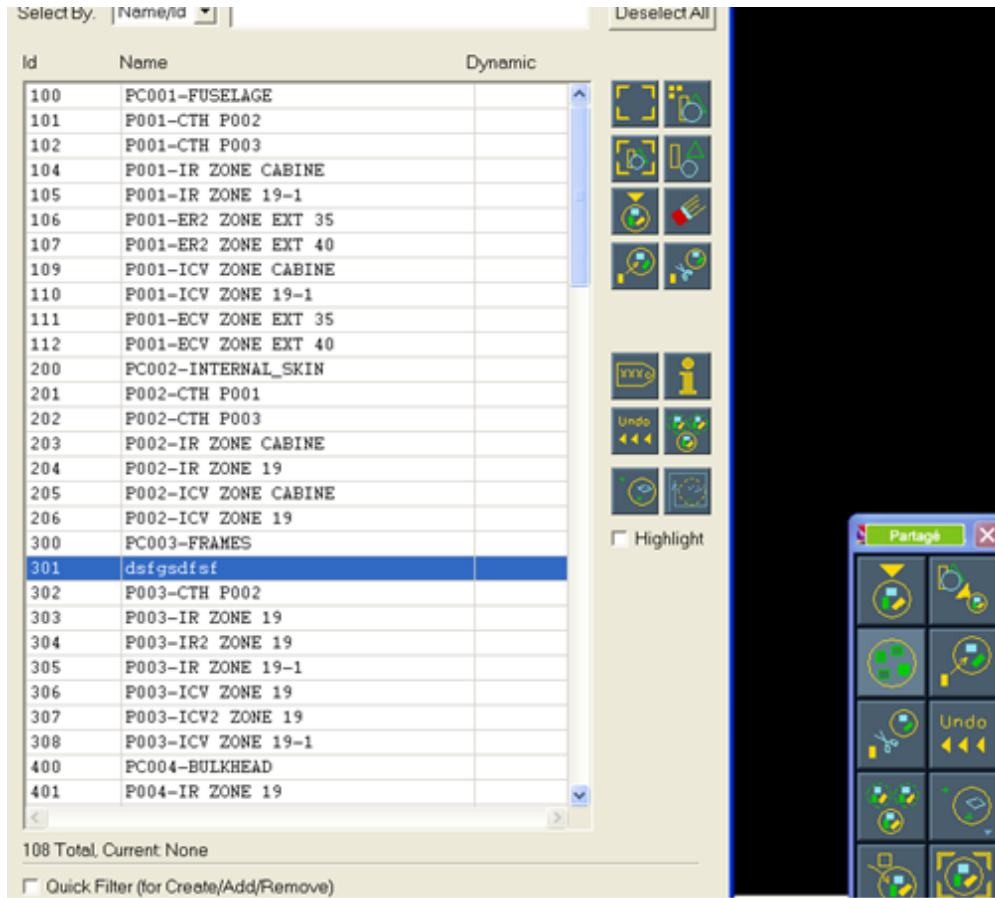 Select By: Name/Id Deselect All
Id Name Dynamic
100 PC001-FUSELAGE
101 P001-CTH P002
102 P001-CTH P003
104 P001-IR ZONE CABINE
105 P001-IR ZONE 19-1
106 P001-ER2 ZONE EXT 35
107 P001-ER2 ZONE EXT 40
109 P001-ICV ZONE CABINE
110 P001-ICV ZONE 19-1
111 P001-ECV ZONE EXT 35
112 P001-ECV ZONE EXT 40
200 PC002-INTERNAL_SKIN
201 P002-CTH P001
202 P002-CTH P003
203 P002-IR ZONE CABINE
204 P002-IR ZONE 19
205 P002-ICV ZONE CABINE
206 P002-ICV ZONE 19
300 PC003-FRAMES
301 dsfgsdfsf
302 P003-CTH P002
303 P003-IR ZONE 19
304 P003-IR2 ZONE 19
305 P003-IR ZONE 19-1
306 P003-ICV ZONE 19
307 P003-ICV2 ZONE 19
308 P003-ICV ZONE 19-1
400 PC004-BULKHEAD
401 P004-IR ZONE 19
108 Total, Current: None
Quick Filter (for Create/Add/Remove)
XXX
Undo
Highlight
Partagé
Undo